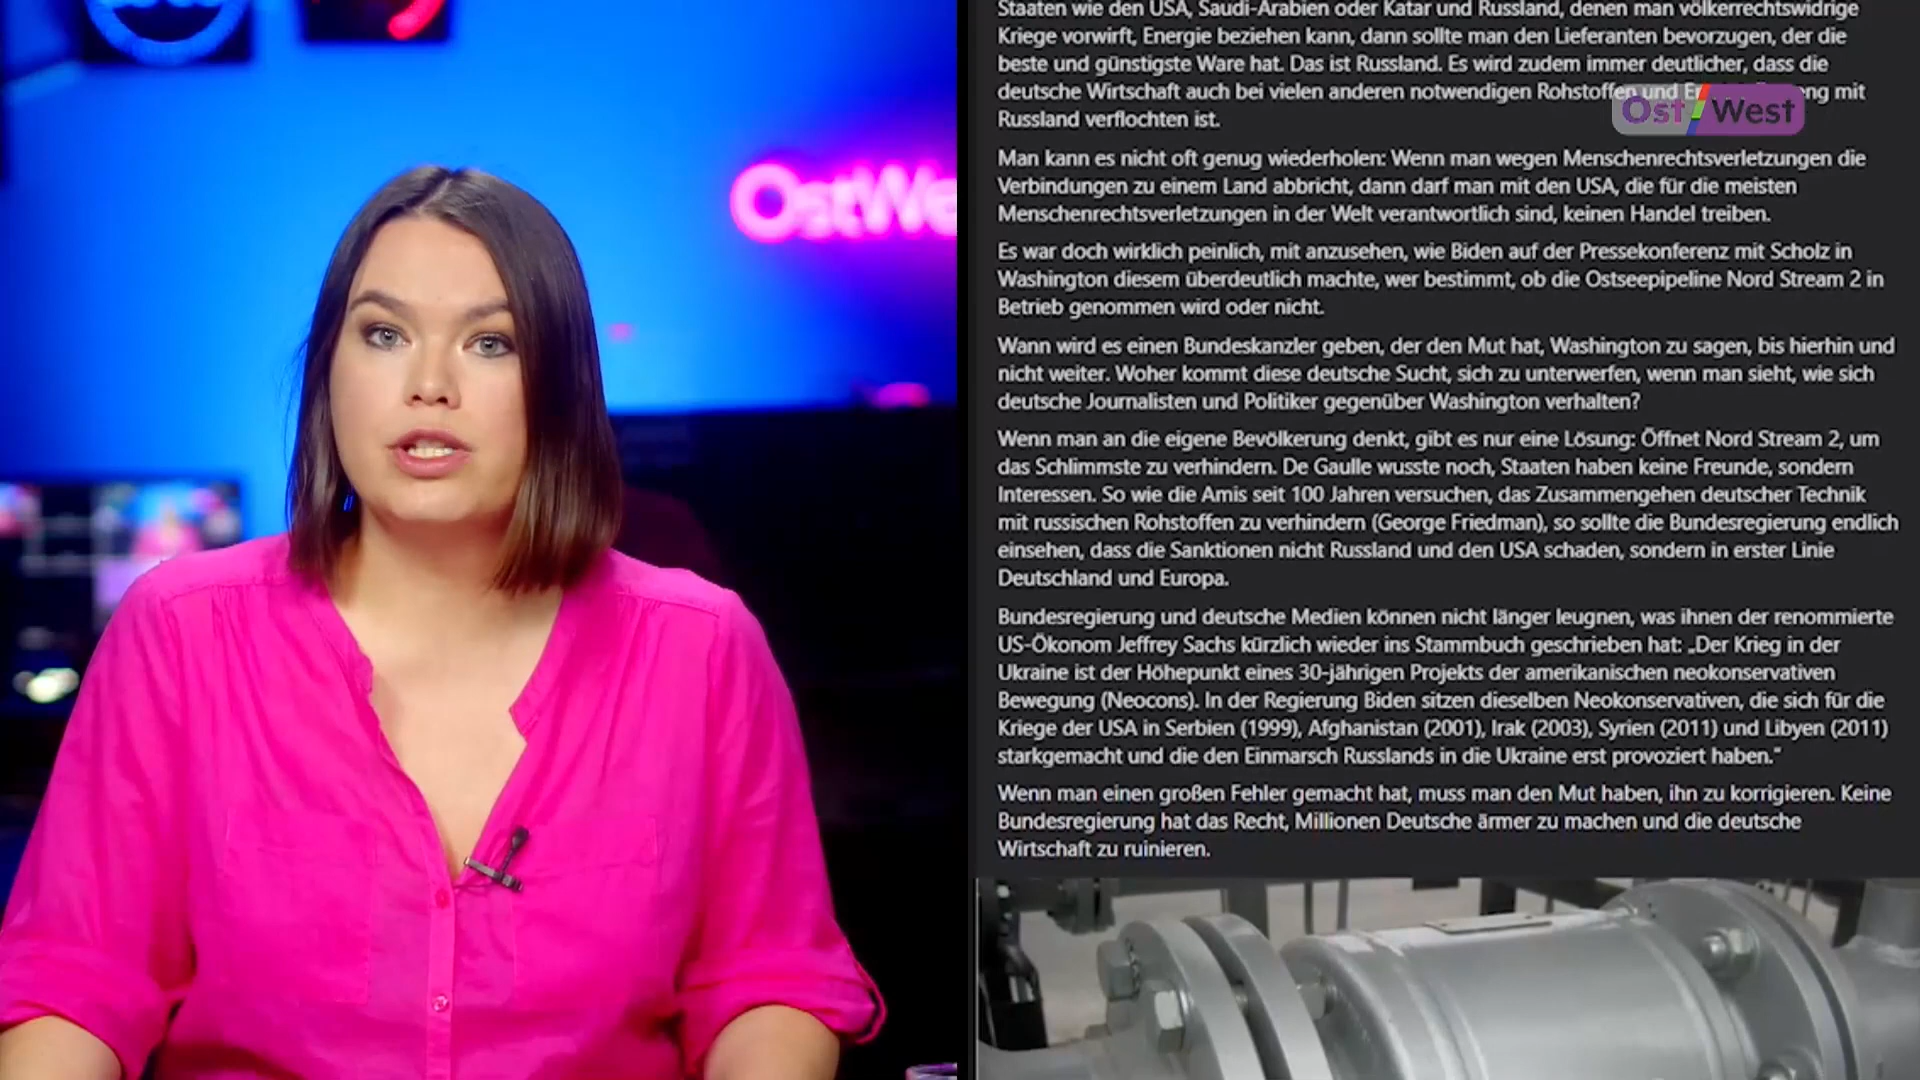 OstWe
Staaten wie den USA, Saudi-Arabien oder Katar und Russland, denen man völkerrechtswidrige
Kriege vorwirft, Energie beziehen kann, dann sollte man den Lieferanten bevorzugen, der die
beste und günstigste Ware hat. Das ist Russland. Es wird zudem immer deutlicher, dass die
deutsche Wirtschaft auch bei vielen anderen notwendigen Rohstoffen und mit
Ost West
Russland verflochten ist.
Man kann es nicht oft genug wiederholen: Wenn man wegen Menschenrechtsverletzungen die
Verbindungen zu einem Land abbricht, dann darf man mit den USA, die für die meisten
Menschenrechtsverletzungen in der Welt verantwortlich sind, keinen Handel treiben.
Es war doch wirklich peinlich, mit anzusehen, wie Biden auf der Pressekonferenz mit Scholz in
Washington diesem überdeutlich machte, wer bestimmt, ob die Ostseepipeline Nord Stream 2 in
Betrieb genommen wird oder nicht.
Wann wird es einen Bundeskanzler geben, der den Mut hat, Washington zu sagen, bis hierhin und
nicht weiter. Woher kommt diese deutsche Sucht, sich zu unterwerfen, wenn man sieht, wie sich
deutsche Journalisten und Politiker gegenüber Washington verhalten?
Wenn man an die eigene Bevölkerung denkt, gibt es nur eine Lösung: Öffnet Nord Stream 2, um
das Schlimmste zu verhindern. De Gaulle wusste noch, Staaten haben keine Freunde, sondern
Interessen. So wie die Amis seit 100 Jahren versuchen, das Zusammengehen deutscher Technik
mit russischen Rohstoffen zu verhindern (George Friedman), so sollte die Bundesregierung endlich
einsehen, dass die Sanktionen nicht Russland und den USA schaden, sondern in erster Linie
Deutschland und Europa.
Bundesregierung und deutsche Medien können nicht länger leugnen, was ihnen der renommierte
US-Ökonom Jeffrey Sachs kürzlich wieder ins Stammbuch geschrieben hat: „Der Krieg in der
Ukraine ist der Höhepunkt eines 30-jährigen Projekts der amerikanischen neokonservativen
Bewegung (Neocons). In der Regierung Biden sitzen dieselben Neokonservativen, die sich für die
Kriege der USA in Serbien (1999), Afghanistan (2001), Irak (2003), Syrien (2011) und Libyen (2011)
starkgemacht und die den Einmarsch Russlands in die Ukraine erst provoziert haben.“
Wenn man einen großen Fehler gemacht hat, muss man den Mut haben, ihn zu korrigieren. Keine
Bundesregierung hat das Recht, Millionen Deutsche ärmer zu machen und die deutsche
Wirtschaft zu ruinieren.